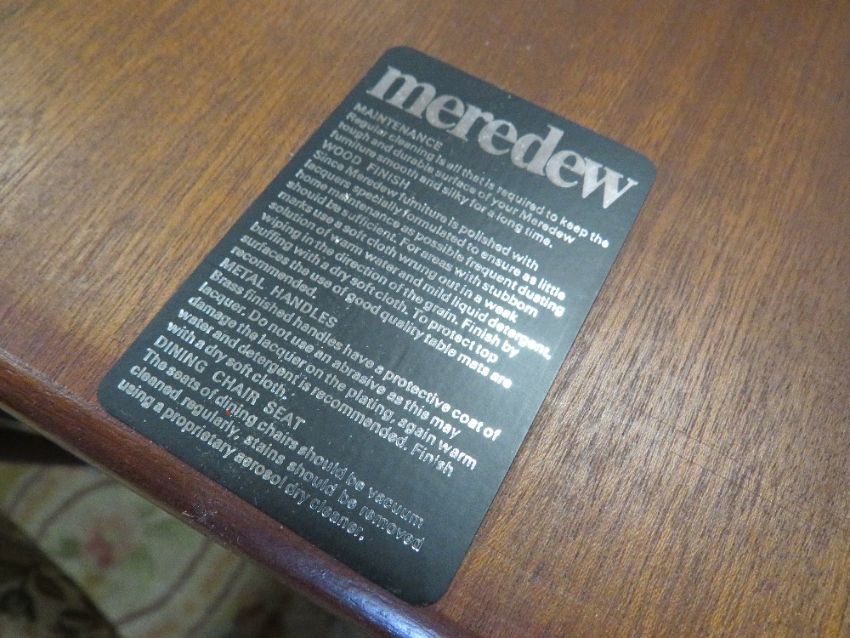 meredew
MAINTENANCE
Regular cleaning is all that is required to keep the
tough and durable surface of your Meredew
furniture smooth and silky for a long time.
WOOD FINISH
Since Meredew furniture is polished with
lacquers specially formulated to ensure as little
home maintenance as possible frequent dusting
should be sufficient. For areas with stubborn
marks use a soft cloth wrung out in a weak
solution of warm water and mild liquid detergent,
wiping in the direction of the grain. Finish by
buffing with a dry soft cloth. To protect top
surfaces the use of good quality table mats are
recommended.
METAL HANDLES
Brass finished handles have a protective coat of
lacquer. Do not use an abrasive as this may
damage the lacquer on the plating, again warm
water and detergent is recommended. Finish
with a dry soft cloth.
DINING CHAIR SEAT
The seats of dining chairs should be vacuum
cleaned regularly, stains should be removed
using a proprietary aerosol dry cleaner.